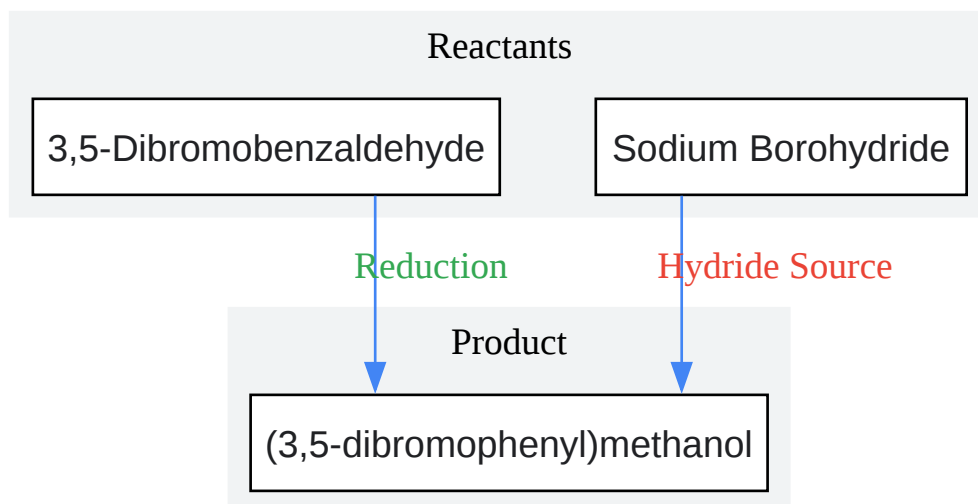 Reactants
3,5-Dibromobenzaldehyde
Sodium Borohydride
Reduction
Hydride Source
Product
(3,5-dibromophenyl)methanol